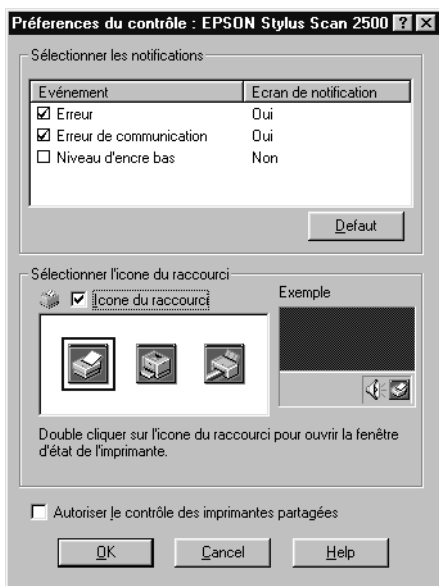 Préferences du contrôle : EPSON Stylus Scan 2500
Sélectionner les notifications
Evénement Ecran de notification
Erreur Oui
Erreur de communication Oui
Niveau d'encre bas Non
Defaut
Sélectionner l'icone du raccourci
Icone du raccourci
Exemple
Double cliquer sur l'icone du raccourci pour ouvrir la fenêtre
d'état de l'imprimante.
Autoriser le contrôle des imprimantes partagées
OK Cancel Help